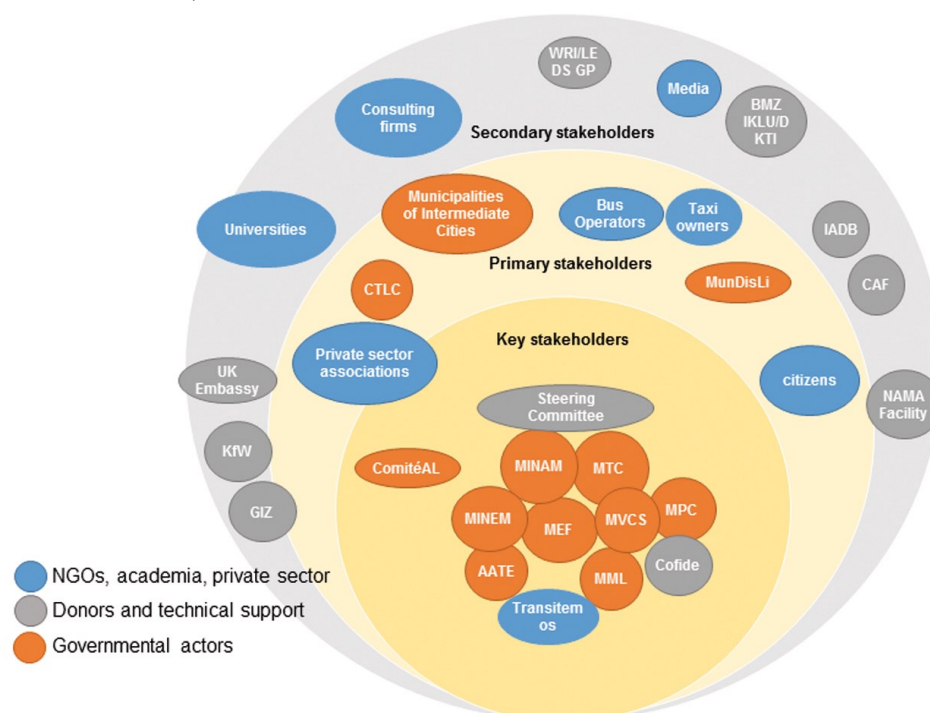 WRI/LE
DS GP
Media
BMZ
IKLU/D
KTI
Consulting
firms
Secondary stakeholders
Universities
Municipalities
of Intermediate
Cities
Bus
Operators
Taxi
owners
IADB
Primary stakeholders
CTLC
MunDisLi
CAF
Key stakeholders
Private sector
associations
UK
Embassy
citizens
NAMA
Facility
Steering
Committee
KfW
ComitéAL
MINAM
MTC
GIZ
MINEM
MEF
MVCS
MPC
AATE
MML
Cofide
Transitem
os
NGOs, academia, private sector
Donors and technical support
Governmental actors